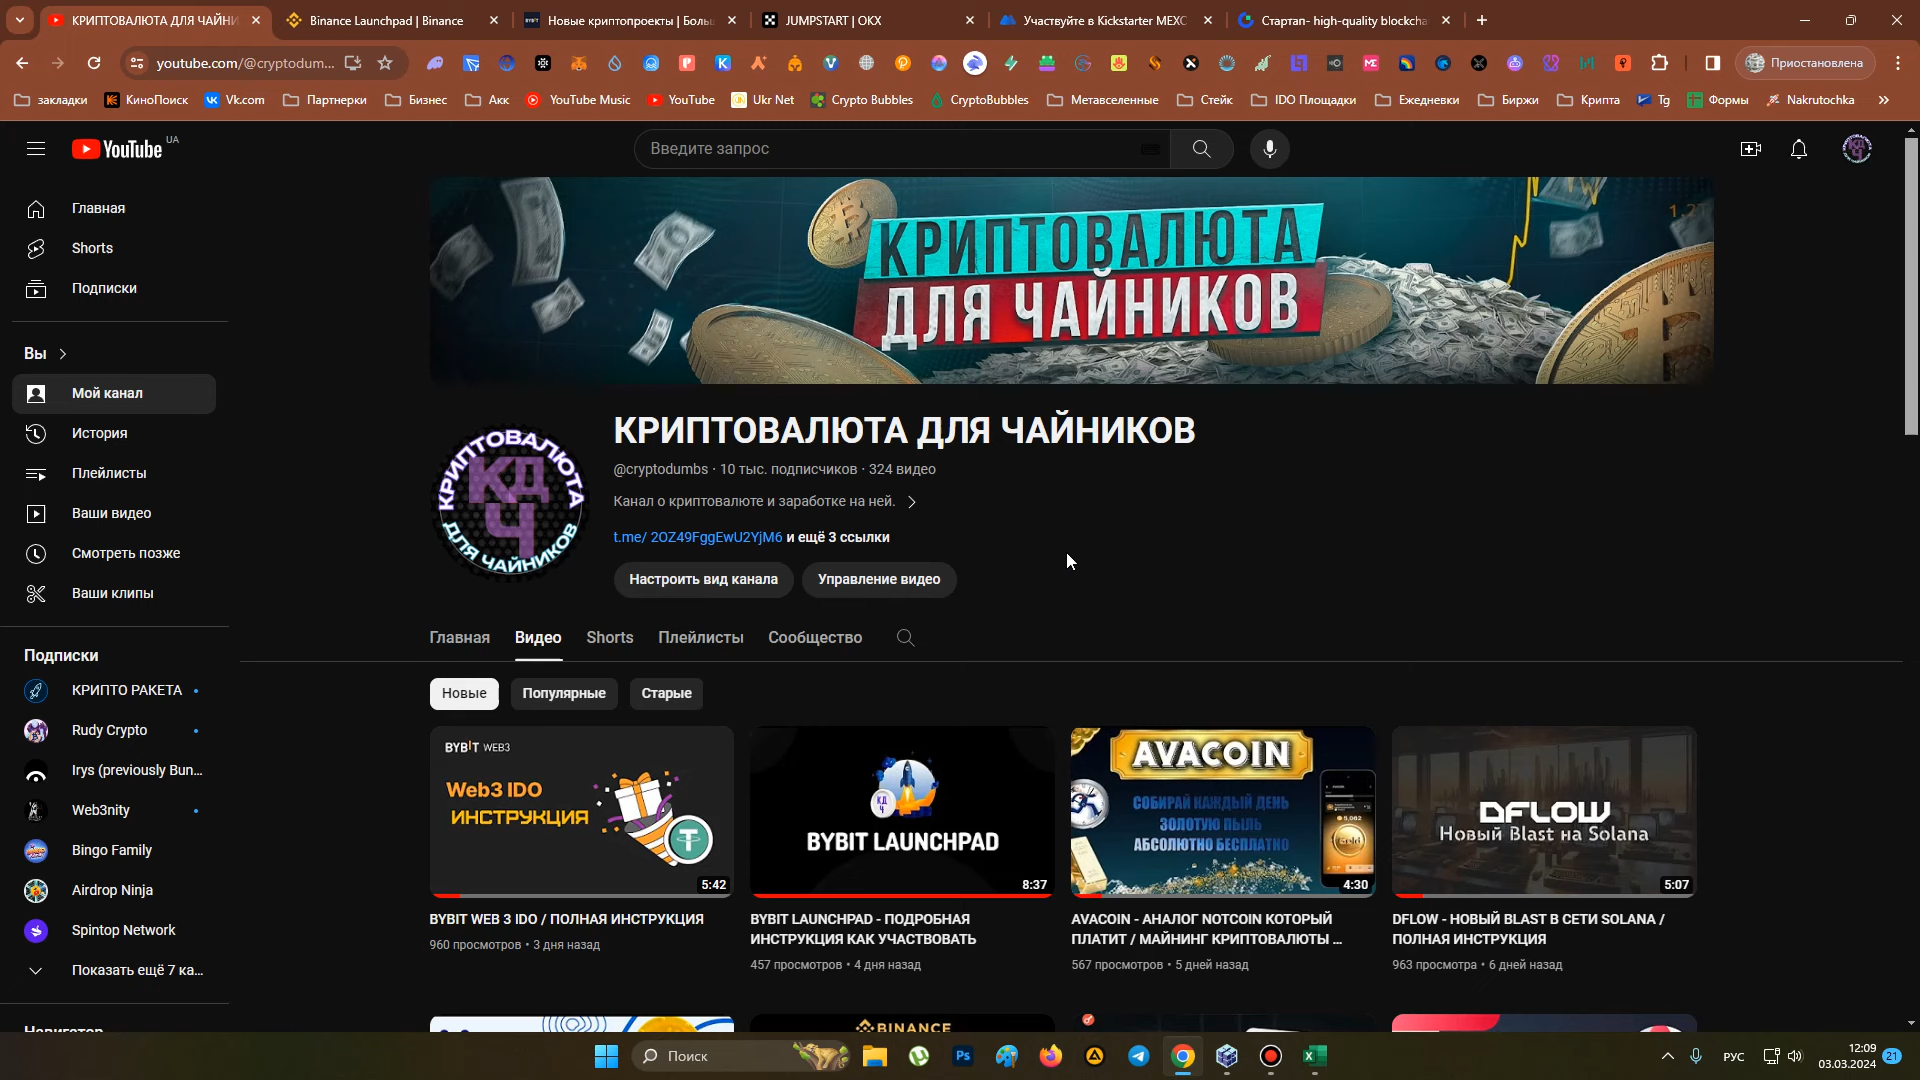 КРИПТОВАЛЮТА ДЛЯ ЧАЙНИ
Binance Launchpad | Binance
Новые криптопроекты | Больш
JUMPSTART | OKX
Участвуйте в Kickstarter MEXC
Стартап- high-quality blockcha
youtube.com/@cryptodum...
Приостановлена
закладки
КиноПоиск
Vk.com
Партнерки
Бизнес
Акк
YouTube Music
YouTube
Ukr Net
Crypto Bubbles
CryptoBubbles
Метавселенные
Стейк
IDO Площадки
Ежедневки
Биржи
Крипта
Tg
Формы
Nakrutochka
YouTube UA
Введите запрос
Главная
Shorts
Подписки
Вы
Мой канал
История
Плейлисты
Ваши видео
Смотреть позже
Ваши клипы
Подписки
КРИПТО РАКЕТА
Rudy Crypto
Irys (previously Bun...
Web3nity
Bingo Family
Airdrop Ninja
Spintop Network
Показать ещё 7 ка...
Навигатор
КРИПТОВАЛЮТА
ДЛЯ ЧАЙНИКОВ
КРИПТОВАЛЮТА
КДЧ
ДЛЯ ЧАЙНИКОВ
КРИПТОВАЛЮТА ДЛЯ ЧАЙНИКОВ
@cryptodumbs · 10 тыс. подписчиков · 324 видео
Канал о криптовалюте и заработке на ней.
t.me/ 2OZ49FggEwU2YjM6 и ещё 3 ссылки
Настроить вид канала
Управление видео
Главная
Видео
Shorts
Плейлисты
Сообщество
Новые
Популярные
Старые
BYBIT WEB3
Web3 IDO
ИНСТРУКЦИЯ
5:42
BYBIT WEB 3 IDO / ПОЛНАЯ ИНСТРУКЦИЯ
960 просмотров • 3 дня назад
BYBIT LAUNCHPAD
8:37
BYBIT LAUNCHPAD - ПОДРОБНАЯ
ИНСТРУКЦИЯ КАК УЧАСТВОВАТЬ
457 просмотров • 4 дня назад
AVACOIN
СОБИРАЙ КАЖДЫЙ ДЕНЬ
ЗОЛОТУЮ ПЫЛЬ
АБСОЛЮТНО БЕСПЛАТНО
4:30
AVACOIN - АНАЛОГ NOTCOIN КОТОРЫЙ
ПЛАТИТ / МАЙНИНГ КРИПТОВАЛЮТЫ ...
567 просмотров • 5 дней назад
DFLOW
Новый Blast на Solana
5:07
DFLOW - НОВЫЙ BLAST В СЕТИ SOLANA /
ПОЛНАЯ ИНСТРУКЦИЯ
963 просмотра • 6 дней назад
BINANCE
Поиск
РУС
12:09
03.03.2024
21